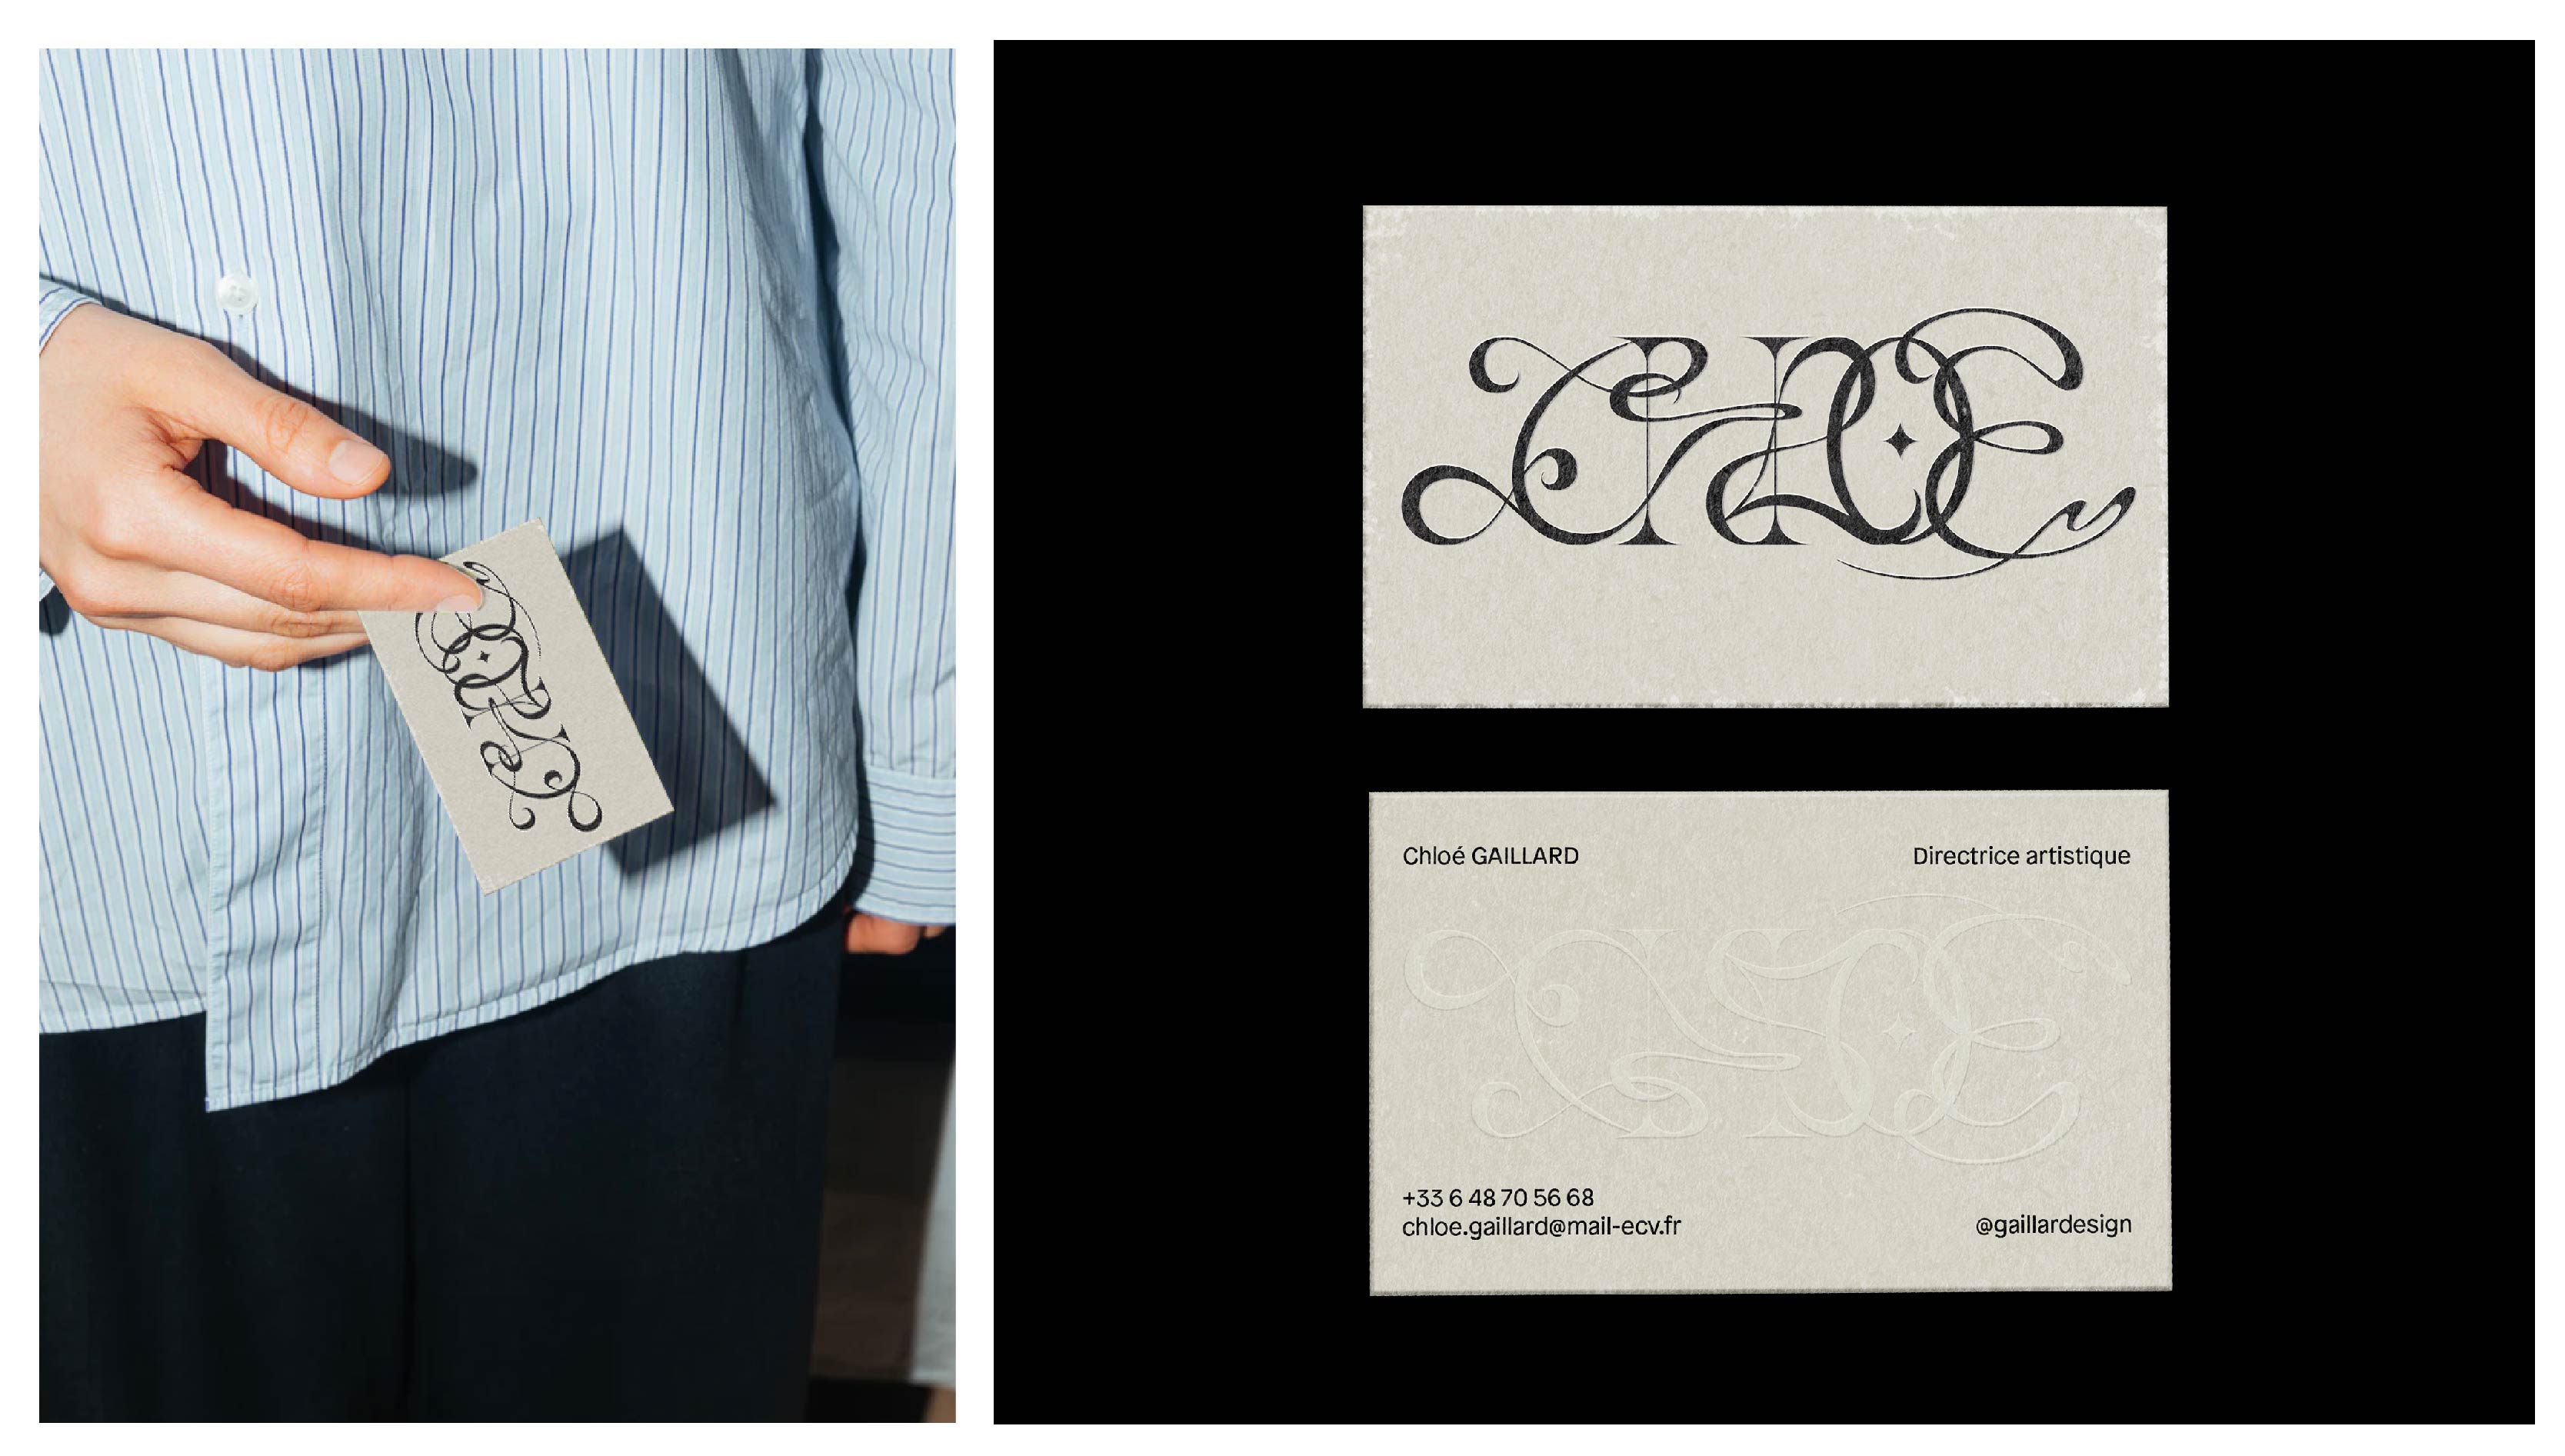 CHLOE
Chloé GAILLARD
Directrice artistique
+33 6 48 70 56 68
chloe.gaillard@mail-ecv.fr
@gaillardesign